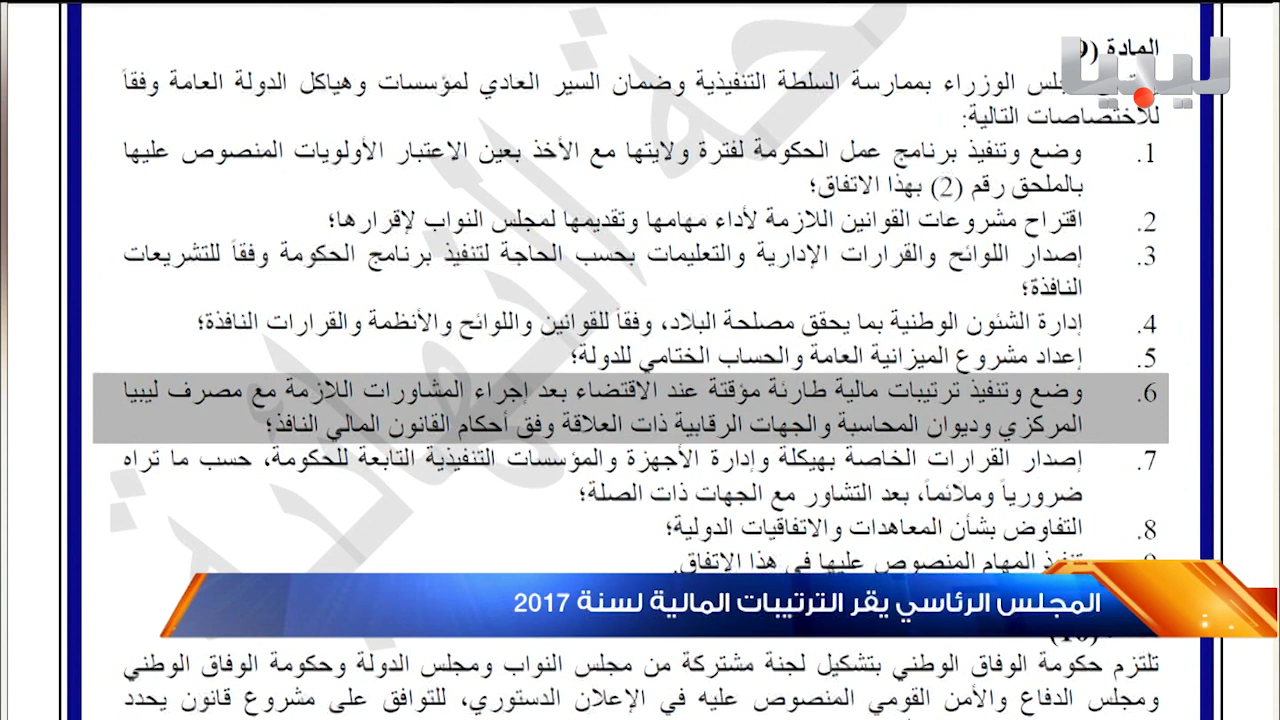 المادة (9)
مجلس الوزراء بممارسة السلطة التنفيذية وضمان السير العادي لمؤسسات وهياكل الدولة العامة وفقاً
للاختصاصات التالية:
1. وضع وتنفيذ برنامج عمل الحكومة لفترة ولايتها مع الأخذ بعين الاعتبار الأولويات المنصوص عليها
بالملحق رقم (2) بهذا الاتفاق؛
2. اقتراح مشروعات القوانين اللازمة لأداء مهامها وتقديمها لمجلس النواب لإقرارها؛
3. إصدار اللوائح والقرارات الإدارية والتعليمات بحسب الحاجة لتنفيذ برنامج الحكومة وفقاً للتشريعات
النافذة؛
4. إدارة الشئون الوطنية بما يحقق مصلحة البلاد، وفقاً للقوانين واللوائح والأنظمة والقرارات النافذة؛
5. إعداد مشروع الميزانية العامة والحساب الختامي للدولة؛
6. وضع وتنفيذ ترتيبات مالية طارئة مؤقتة عند الاقتضاء بعد إجراء المشاورات اللازمة مع مصرف ليبيا
المركزي وديوان المحاسبة والجهات الرقابية ذات العلاقة وفق أحكام القانون المالي النافذ؛
7. إصدار القرارات الخاصة بهيكلة وإدارة الأجهزة والمؤسسات التنفيذية التابعة للحكومة، حسب ما تراه
ضرورياً وملائماً، بعد التشاور مع الجهات ذات الصلة؛
8. التفاوض بشأن المعاهدات والاتفاقيات الدولية؛
9. تنفيذ المهام المنصوص عليها في هذا الاتفاق.
المجلس الرئاسي يقر الترتيبات المالية لسنة 2017
(10)
تلتزم حكومة الوفاق الوطني بتشكيل لجنة مشتركة من مجلس النواب ومجلس الدولة وحكومة الوفاق الوطني
ومجلس الدفاع والأمن القومي المنصوص عليه في الإعلان الدستوري، للتوافق على مشروع قانون يحدد
ليبيا